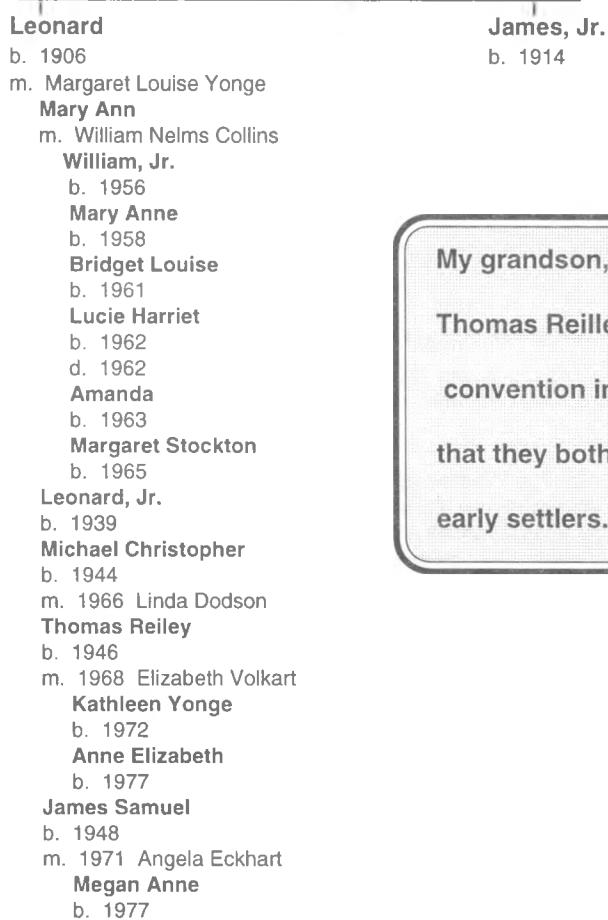 Leonard
b. 1906
m. Margaret Louise Yonge
Mary Ann
m. William Nelms Collins
William, Jr.
b. 1956
Mary Anne
b. 1958
Bridget Louise
b. 1961
Lucie Harriet
b. 1962
d. 1962
Amanda
b. 1963
Margaret Stockton
b. 1965
Leonard, Jr.
b. 1939
Michael Christopher
b. 1944
m. 1966 Linda Dodson
Thomas Reiley
b. 1946
m. 1968 Elizabeth Volkart
Kathleen Yonge
b. 1972
Anne Elizabeth
b. 1977
James Samuel
b. 1948
m. 1971 Angela Eckhart
Megan Anne
b. 1977
James, Jr.
b. 1914
My grandson,
Thomas
convention
that they both
early settlers.